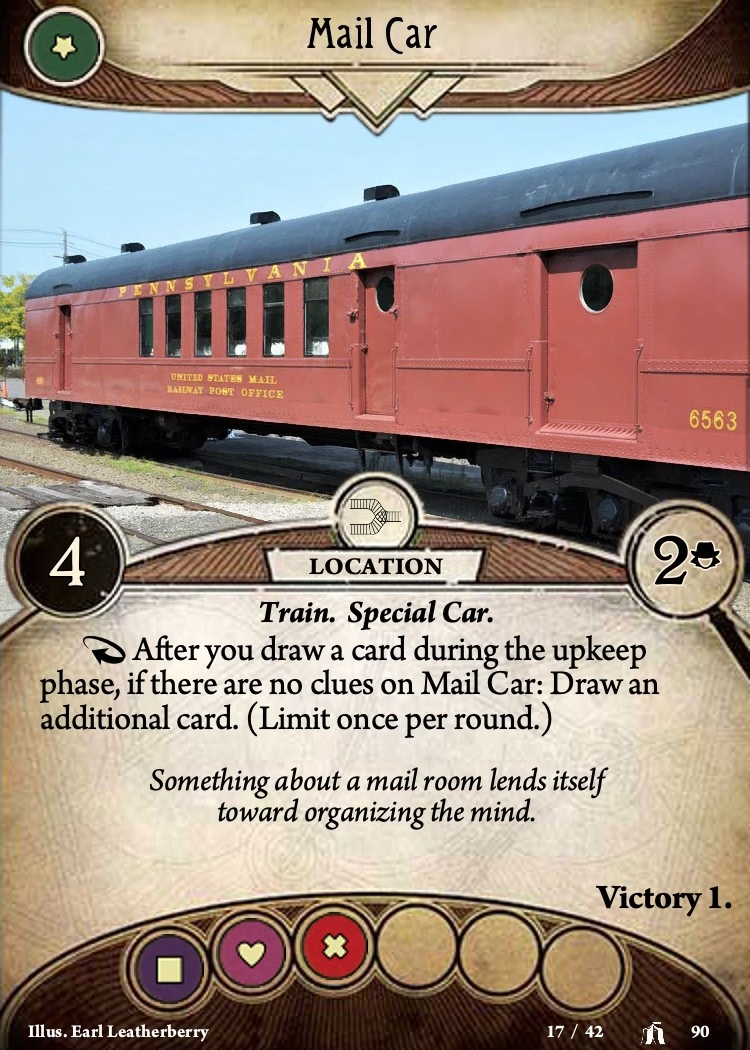 Mail Car
PENNSYLVANIA
UNITED STATES MAIL
RAILWAY POST OFFICE
6563
4
LOCATION
2
Train. Special Car.
After you draw a card during the upkeep
phase, if there are no clues on Mail Car: Draw an
additional card. (Limit once per round.)
Something about a mail room lends itself
toward organizing the mind.
Victory 1.
Illus. Earl Leatherberry
17 / 42
90